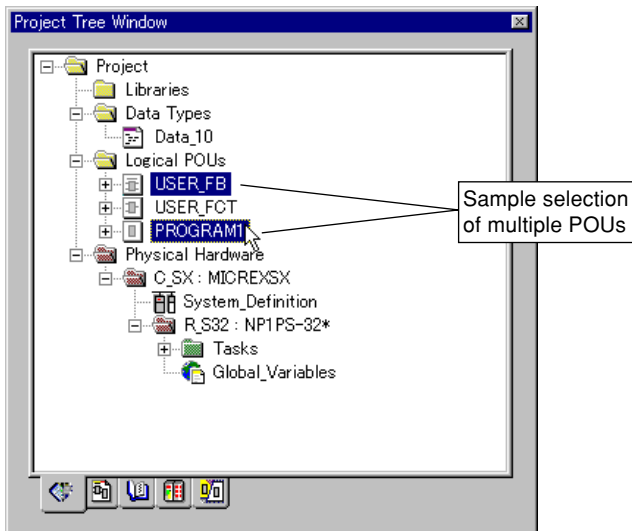 Project Tree Window
Project
Libraries
Data Types
Data_10
Logical POUs
USER_FB
USER_FCT
PROGRAM1*
Physical Hardware
C_SX : MICREXSX
System_Definition
R_S32 : NP1PS-32*
Tasks
Global_Variables
Sample selection
of multiple POUs